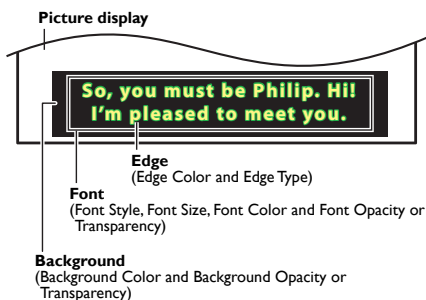 Picture display
So, you must be Philip. Hi!
I'm pleased to meet you.
Edge
(Edge Color and Edge Type)
Font
(Font Style, Font Size, Font Color and Font Opacity or
Transparency)
Background
(Background Color and Background Opacity or
Transparency)